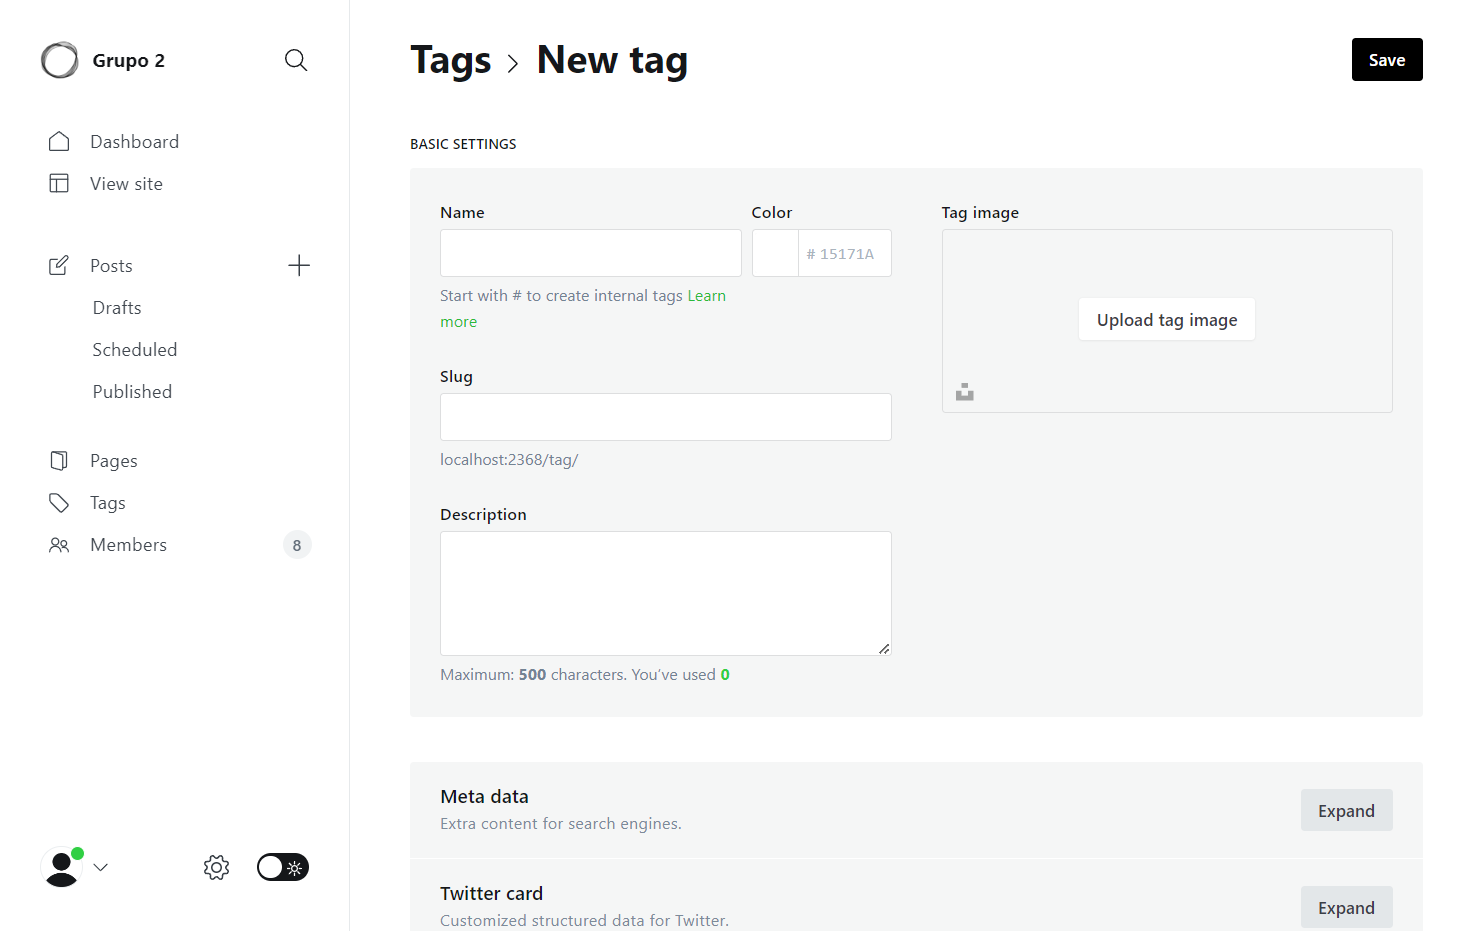 Grupo 2
Dashboard
View site
Posts
Drafts
Scheduled
Published
Pages
Tags
Members
8
Tags
New tag
Save
BASIC SETTINGS
Name
Color
# 15171A
Start with # to create internal tags Learn
more
Slug
localhost:2368/tag/
Description
Maximum: 500 characters. You’ve used 0
Tag image
Upload tag image
Meta data
Extra content for search engines.
Expand
Twitter card
Customized structured data for Twitter.
Expand